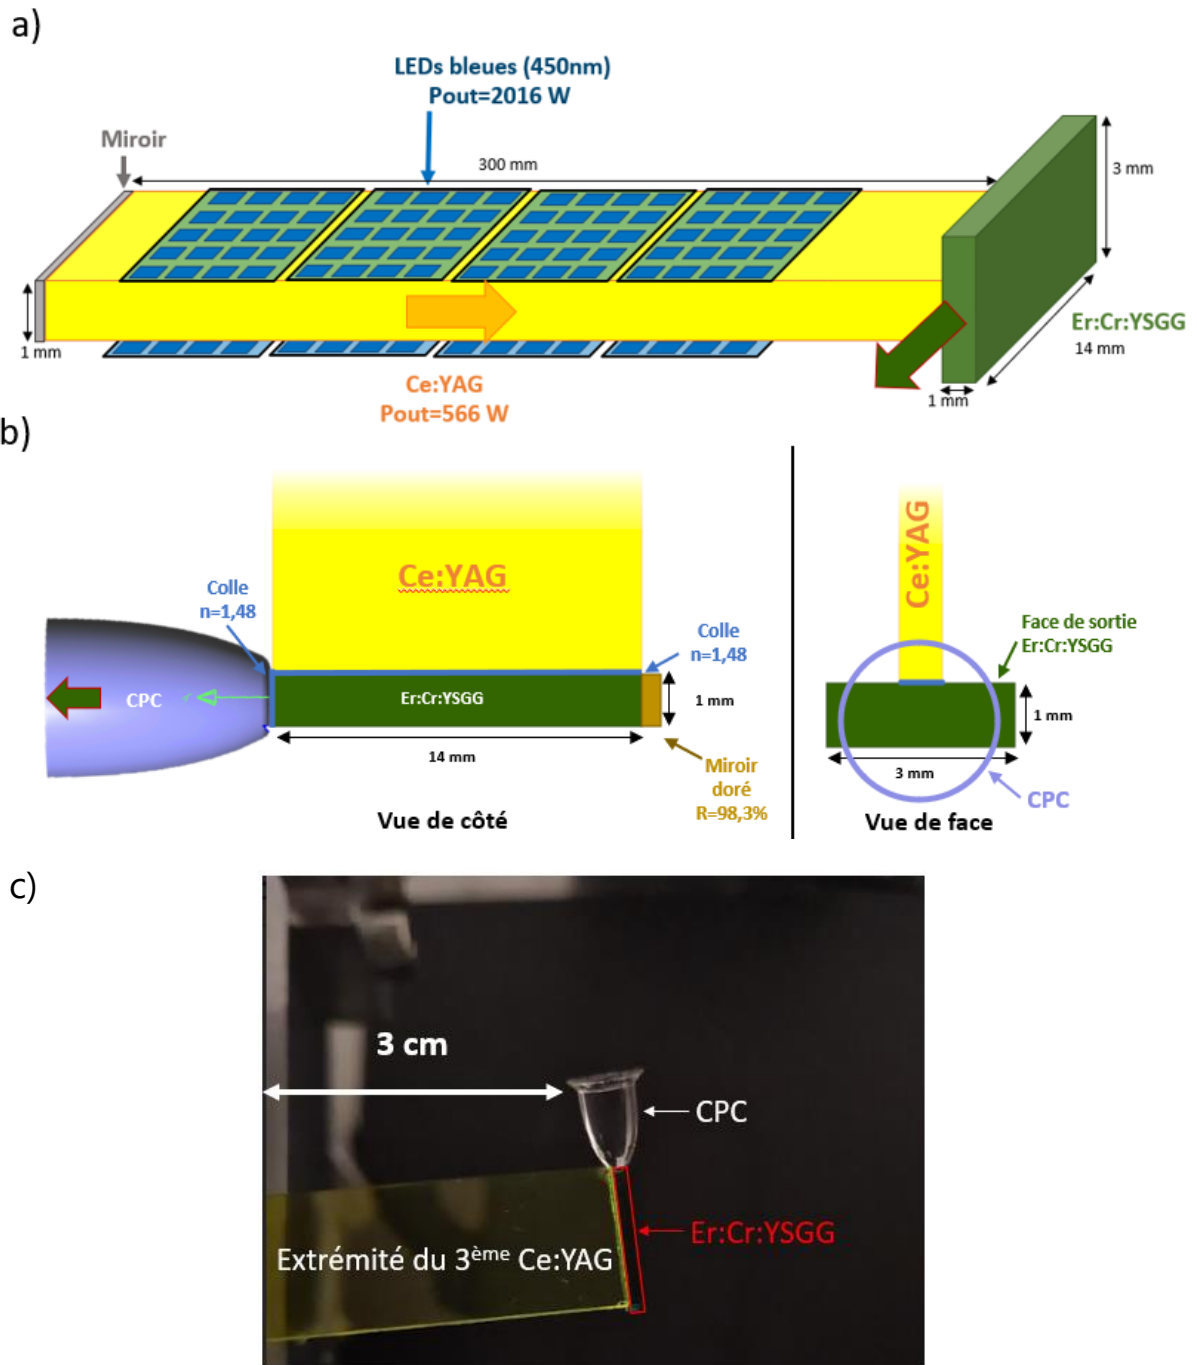 a)
LEDs bleues (450nm)
Pout=2016 W
Miroir
300 mm
3 mm
1 mm
Er:Cr:YSGG
14 mm
1 mm
Ce:YAG
Pout=566 W
b)
Ce:YAG
Colle
n=1,48
Colle
n=1,48
CPC
Er:Cr:YSGG
1 mm
14 mm
Miroir
doré
R=98,3%
Vue de côté
Ce:YAG
Face de sortie
Er:Cr:YSGG
1 mm
3 mm
CPC
Vue de face
c)
3 cm
CPC
Er:Cr:YSGG
Extrémité du 3ème Ce:YAG